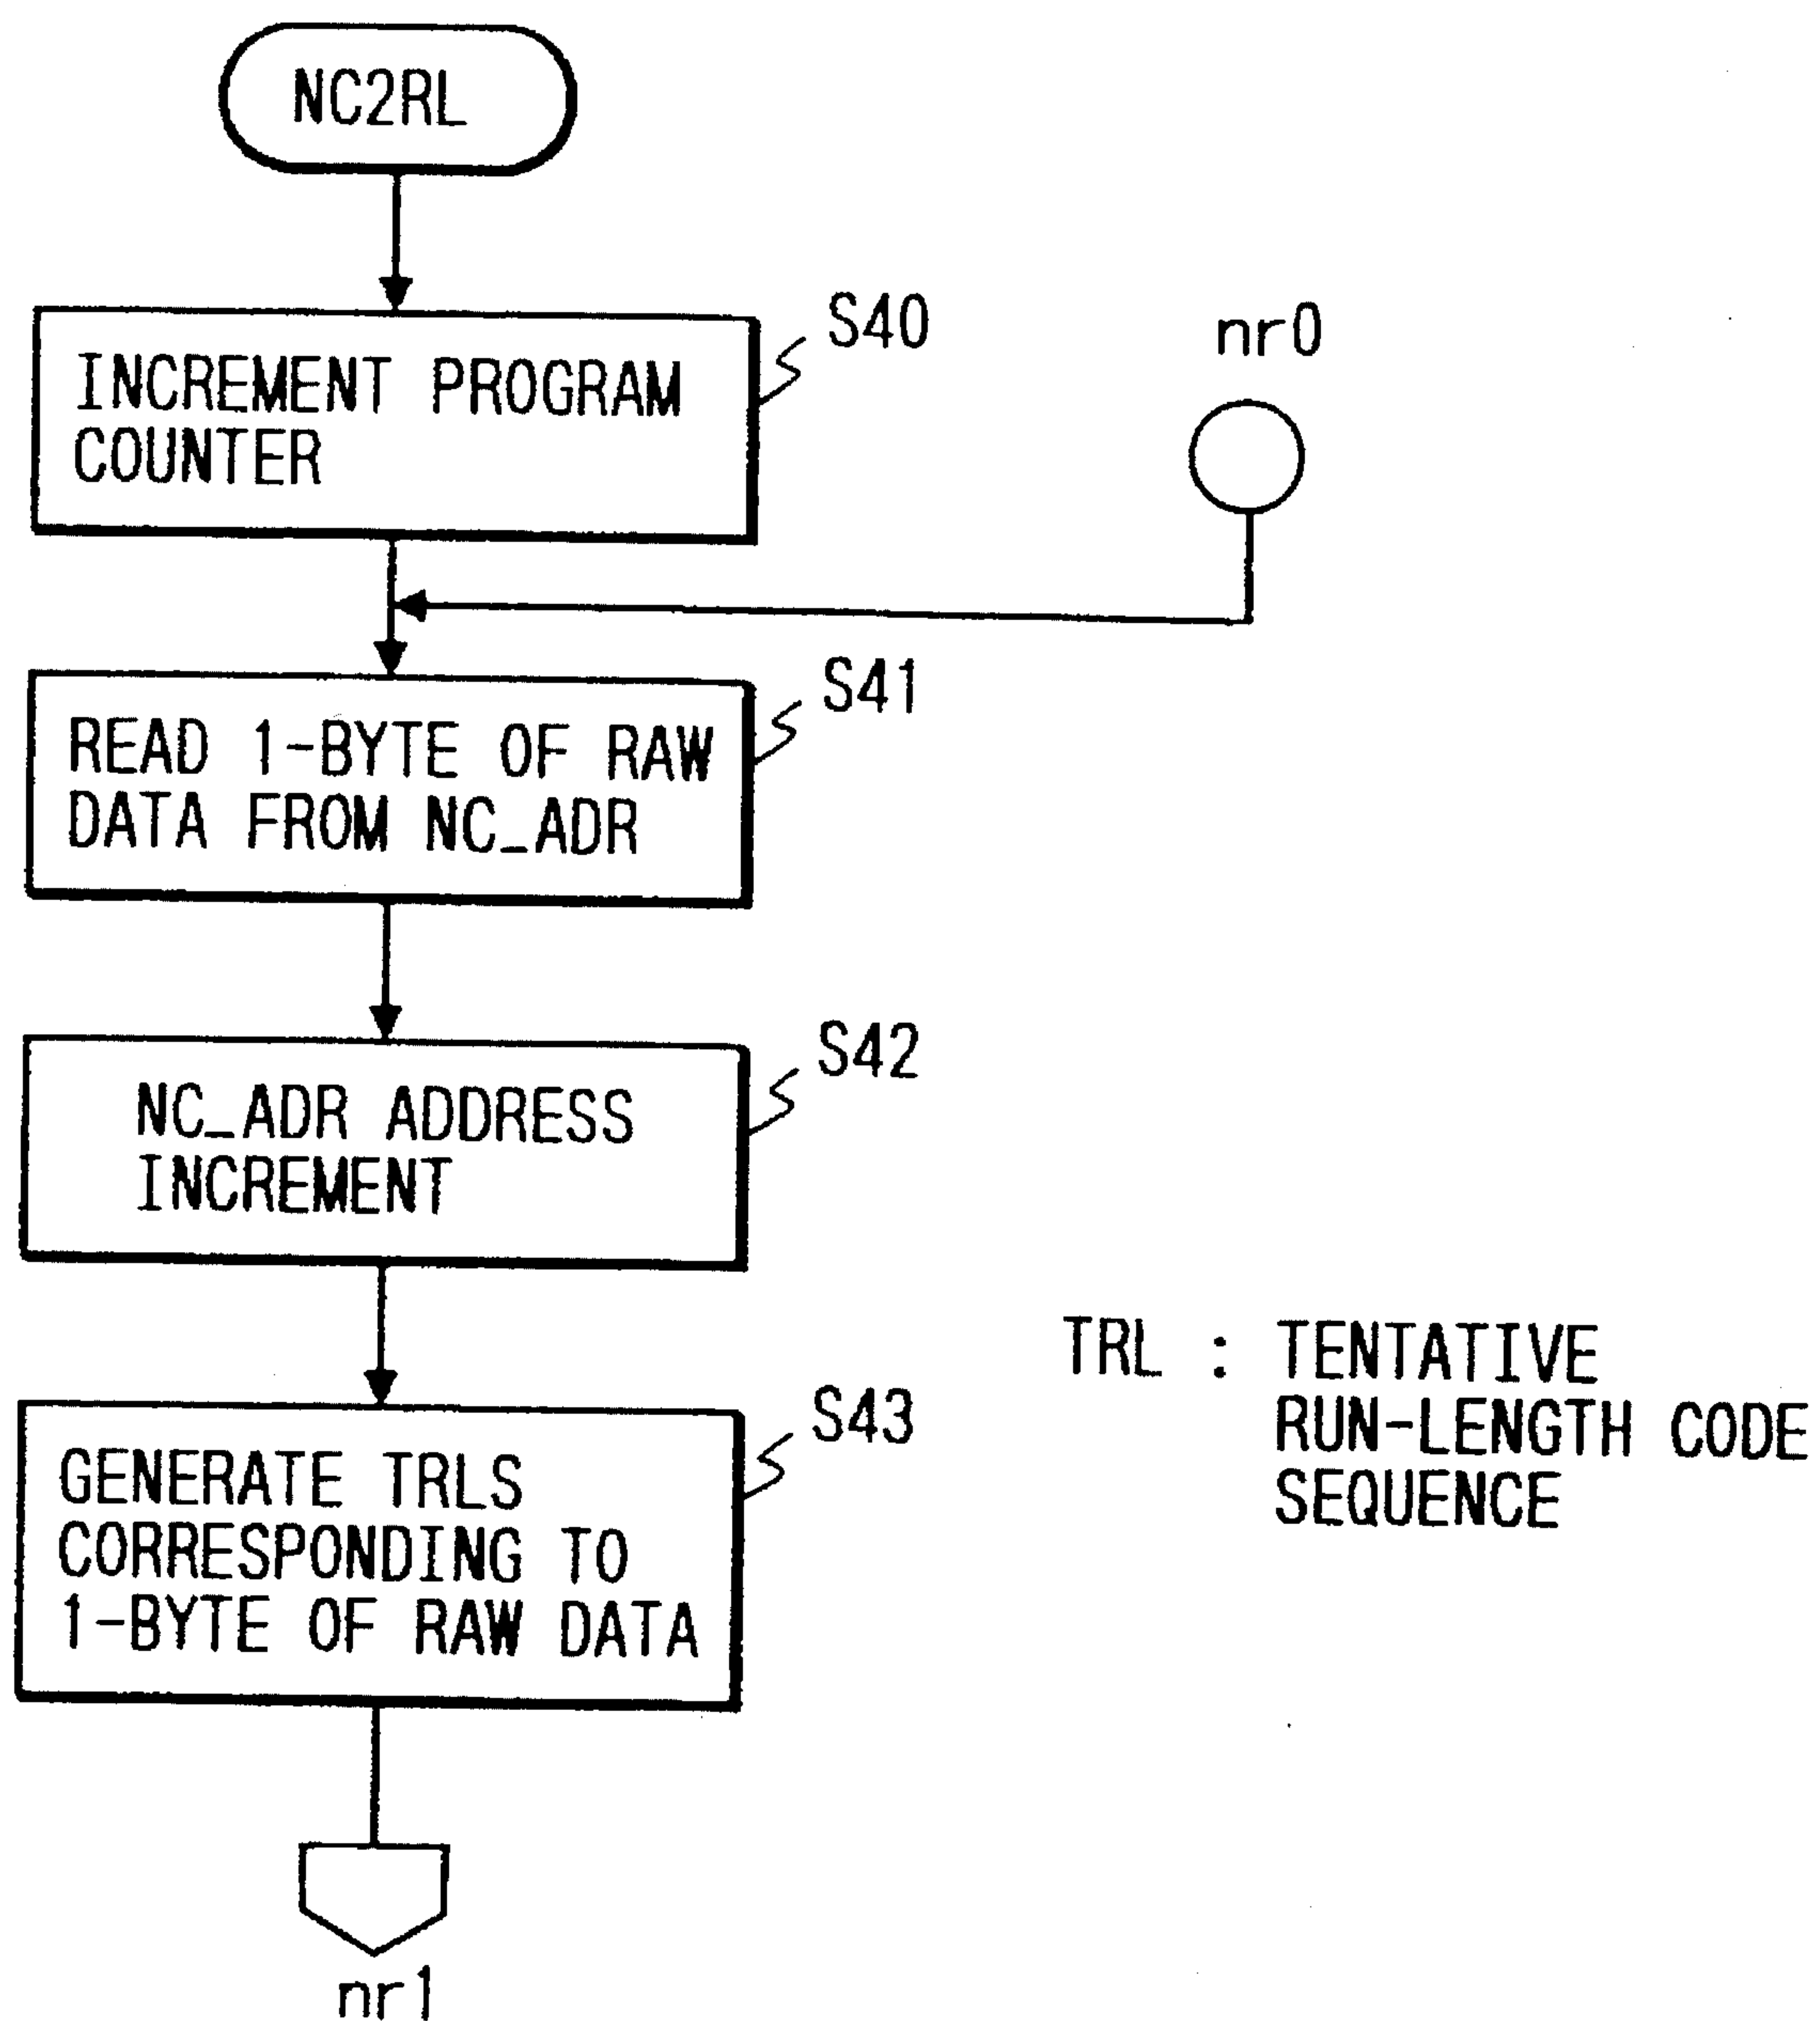 NC2RL
S40
INCREMENT PROGRAM
COUNTER
nr0
S41
READ 1-BYTE OF RAW
DATA FROM NC_ADR
S42
NC_ADR ADDRESS
INCREMENT
S43
GENERATE TRLS
CORRESPONDING TO
1-BYTE OF RAW DATA
TRL : TENTATIVE
RUN-LENGTH CODE
SEQUENCE
nr1